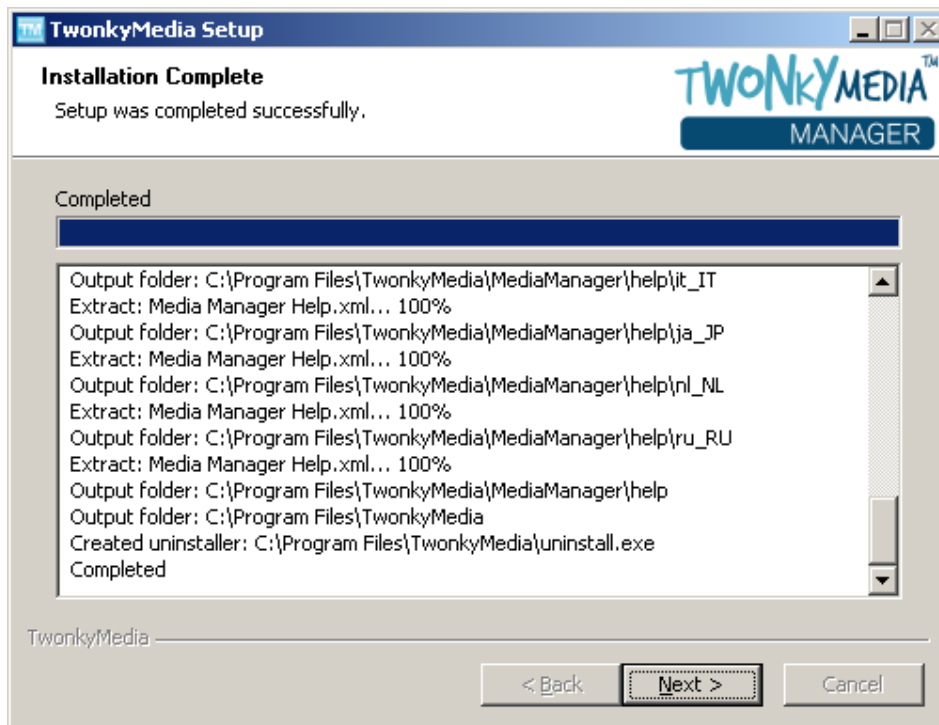 TM TwonkyMedia Setup
Installation Complete
Setup was completed successfully.
TWONKYMEDIA™
MANAGER
Completed
Output folder: C:\Program Files\TwonkyMedia\MediaManager\help\it_IT
Extract: Media Manager Help.xml... 100%
Output folder: C:\Program Files\TwonkyMedia\MediaManager\help\ja_JP
Extract: Media Manager Help.xml... 100%
Output folder: C:\Program Files\TwonkyMedia\MediaManager\help\nl_NL
Extract: Media Manager Help.xml... 100%
Output folder: C:\Program Files\TwonkyMedia\MediaManager\help\ru_RU
Extract: Media Manager Help.xml... 100%
Output folder: C:\Program Files\TwonkyMedia\MediaManager\help
Output folder: C:\Program Files\TwonkyMedia
Created uninstaller: C:\Program Files\TwonkyMedia\uninstall.exe
Completed
TwonkyMedia
< Back Next > Cancel